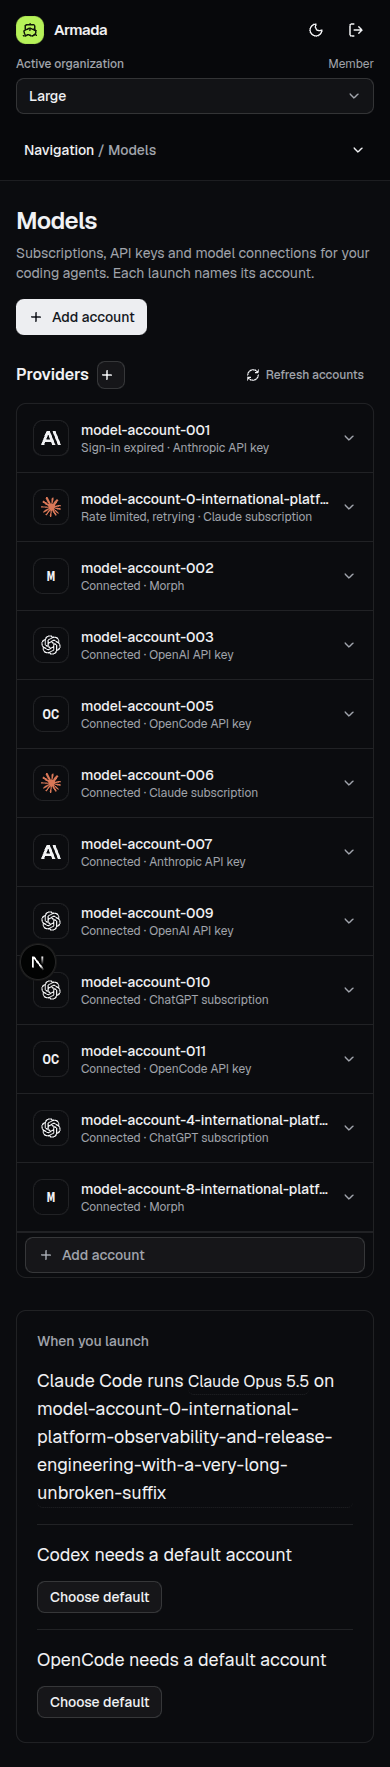 Armada
Active organization
Member
Large
Navigation / Models
Models
Subscriptions, API keys and model connections for your
coding agents. Each launch names its account.
+ Add account
Providers
+
Refresh accounts
A\
model-account-001
Sign-in expired · Anthropic API key
model-account-0-international-platf...
Rate limited, retrying · Claude subscription
M
model-account-002
Connected · Morph
model-account-003
Connected · OpenAI API key
OC
model-account-005
Connected · OpenCode API key
model-account-006
Connected · Claude subscription
A\
model-account-007
Connected · Anthropic API key
model-account-009
Connected · OpenAI API key
N
model-account-010
Connected · ChatGPT subscription
OC
model-account-011
Connected · OpenCode API key
model-account-4-international-platf...
Connected · ChatGPT subscription
M
model-account-8-international-platf...
Connected · Morph
+ Add account
When you launch
Claude Code runs Claude Opus 5.5 on
model-account-0-international-
platform-observability-and-release-
engineering-with-a-very-long-
unbroken-suffix
Codex needs a default account
Choose default
OpenCode needs a default account
Choose default